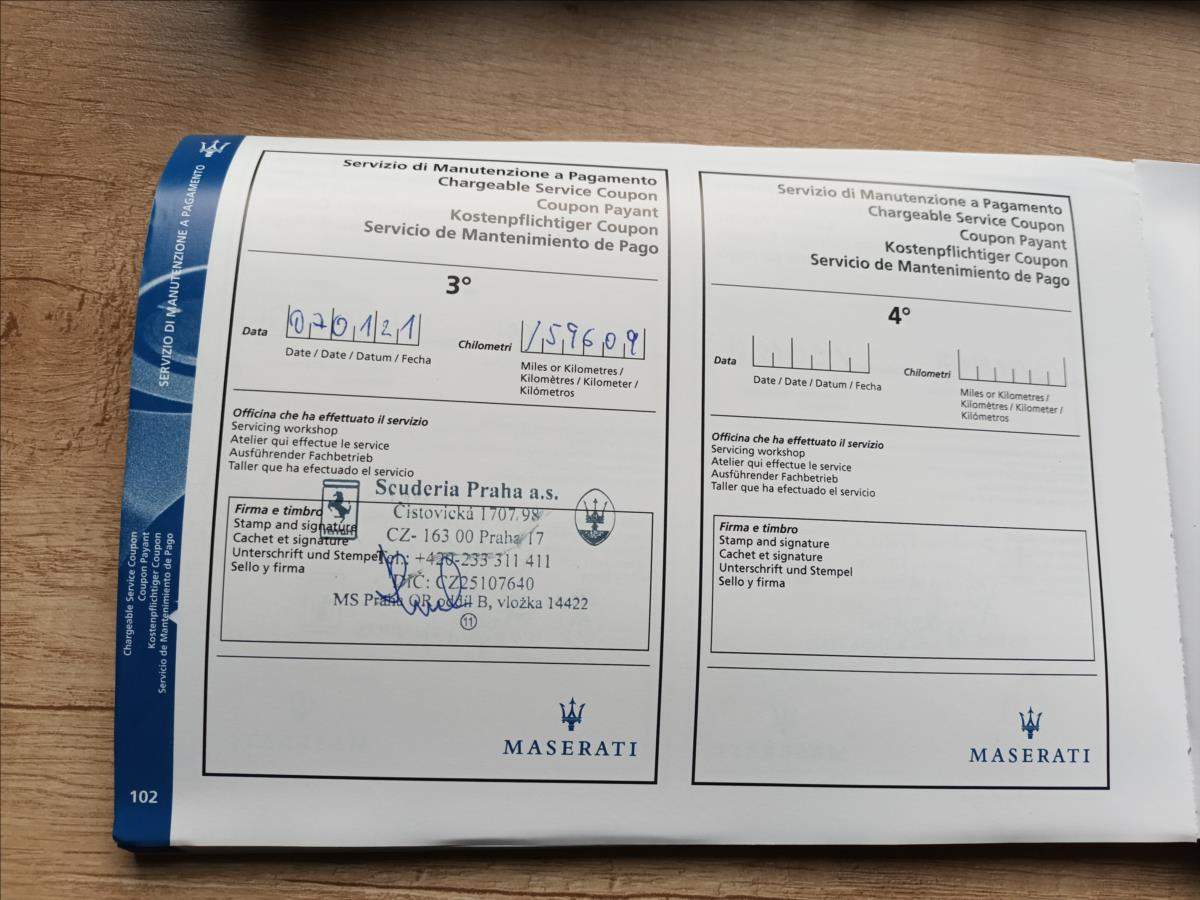 SERVIZIO DI MANUTENZIONE A PAGAMENTO
Chargeable Service Coupon
Coupon Payant
Kostenpflichtiger Coupon
Servicio de Mantenimiento de Pago
102
Servizio di Manutenzione a Pagamento
Chargeable Service Coupon
Coupon Payant
Kostenpflichtiger Coupon
Servicio de Mantenimiento de Pago
3°
Data 070121
Date / Date / Datum / Fecha
Chilometri /59609
Miles or Kilometres /
Kilomètres / Kilometer /
Kilómetros
Officina che ha effettuato il servizio
Servicing workshop
Atelier qui effectue le service
Ausführender Fachbetrieb
Taller que ha efectuado el servicio
Firma e timbro
Stamp and signature
Cachet et signature
Unterschrift und Stempel
Sello y firma
Scuderia Praha a.s.
Čistovická 1707.98
CZ- 163 00 Praha 17
Tel.: +420-233 311 411
DIČ: CZ25107640
MS Praha OR oddíl B, vložka 14422
11
MASERATI
Servizio di Manutenzione a Pagamento
Chargeable Service Coupon
Coupon Payant
Kostenpflichtiger Coupon
Servicio de Mantenimiento de Pago
4°
Data
Date / Date / Datum / Fecha
Chilometri
Miles or Kilometres /
Kilomètres / Kilometer /
Kilómetros
Officina che ha effettuato il servizio
Servicing workshop
Atelier qui effectue le service
Ausführender Fachbetrieb
Taller que ha efectuado el servicio
Firma e timbro
Stamp and signature
Cachet et signature
Unterschrift und Stempel
Sello y firma
MASERATI